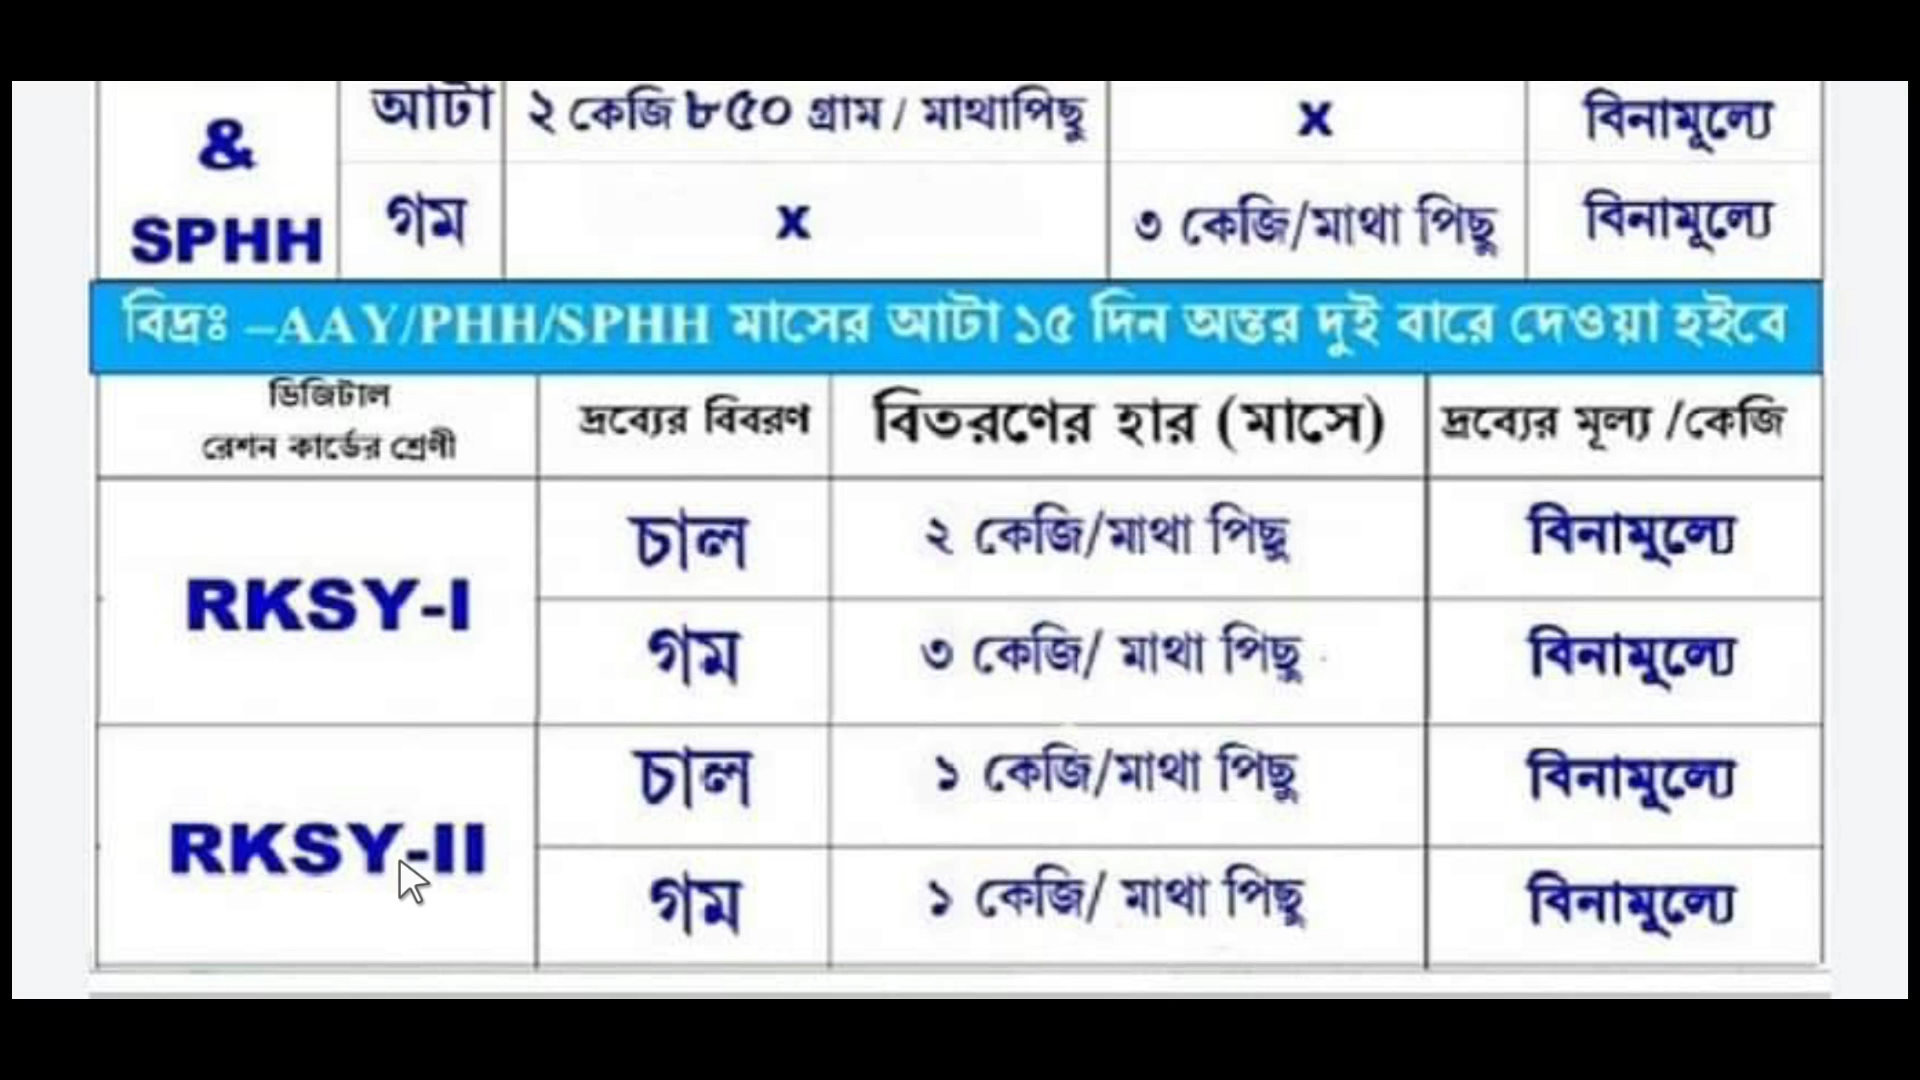 & SPHH
আটা ২ কেজি ৮৫০ গ্রাম / মাথাপিছু x বিনামূল্যে
গম x ৩ কেজি/মাথা পিছু বিনামূল্যে
বিদ্রঃ –AAY/PHH/SPHH মাসের আটা ১৫ দিন অন্তর দুই বারে দেওয়া হইবে
ডিজিটাল
রেশন কার্ডের শ্রেণী দ্রব্যের বিবরণ বিতরণের হার (মাসে) দ্রব্যের মূল্য /কেজি
RKSY-I
চাল ২ কেজি/মাথা পিছু বিনামূল্যে
গম ৩ কেজি/ মাথা পিছু বিনামূল্যে
RKSY-II
চাল ১ কেজি/মাথা পিছু বিনামূল্যে
গম ১ কেজি/ মাথা পিছু বিনামূল্যে